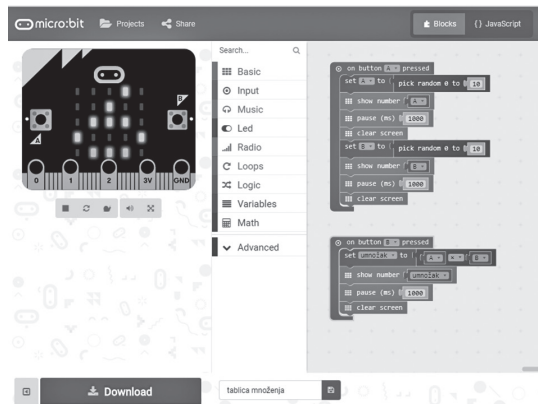 micro:bit Projects Share Blocks {} JavaScript
Search...
Basic
Input
Music
Led
Radio
Loops
Logic
Variables
Math
Advanced
A
B
0 1 2 3V GND
on button A pressed
set A to pick random 0 to 10
show number A
pause (ms) 1000
clear screen
set B to pick random 0 to 10
show number B
pause (ms) 1000
clear screen
on button B pressed
set umnožak to A × B
show number umnožak
pause (ms) 1000
clear screen
Download
tablica množenja